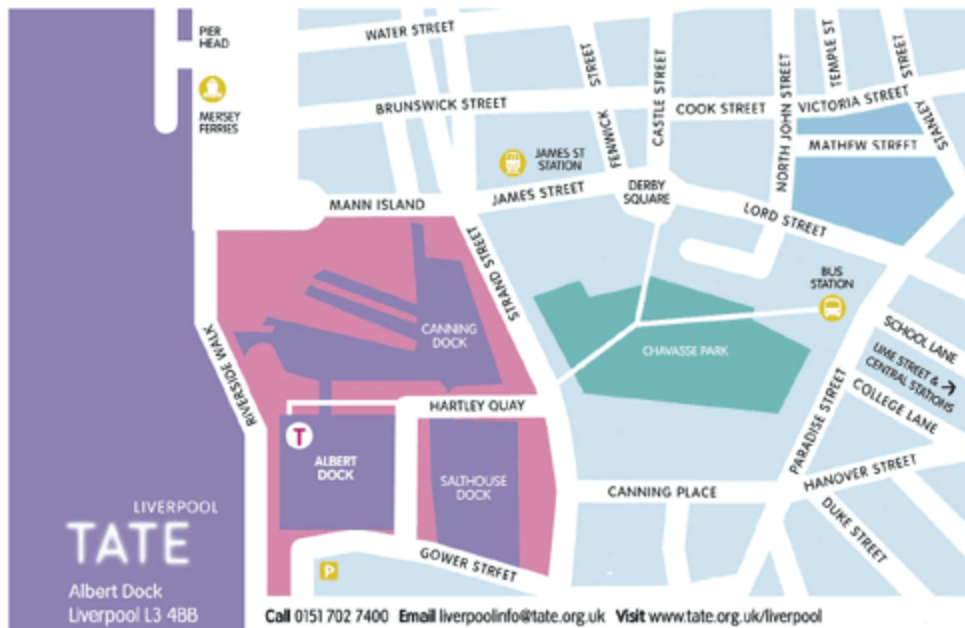 PIER
HEAD
MERSEY
FERRIES
WATER STREET
BRUNSWICK STREET
FENWICK STREET
CASTLE STREET
COOK STREET
NORTH JOHN STREET
TEMPLE ST
VICTORIA STREET
STANLEY STREET
MATHEW STREET
JAMES ST
STATION
JAMES STREET
DERBY
SQUARE
LORD STREET
MANN ISLAND
STRAND STREET
BUS
STATION
CANNING
DOCK
CHAVASSE PARK
SCHOOL LANE
LIME STREET &
CENTRAL STATIONS
COLLEGE LANE
RIVERSIDE WALK
HARTLEY QUAY
PARADISE STREET
T
ALBERT
DOCK
SALTHOUSE
DOCK
CANNING PLACE
HANOVER STREET
DUKE STREET
GOWER STREET
P
LIVERPOOL
TATE
Albert Dock
Liverpool L3 4BB
Call 0151 702 7400 Email liverpoolinfo@tate.org.uk Visit www.tate.org.uk/liverpool